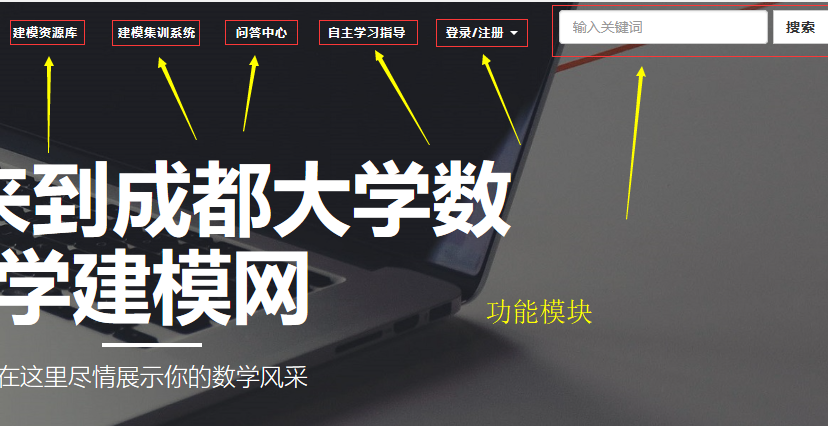 建模资源库 建模集训系统 问答中心 自主学习指导 登录/注册 输入关键词 搜索
来到成都大学数
学建模网
功能模块
在这里尽情展示你的数学风采